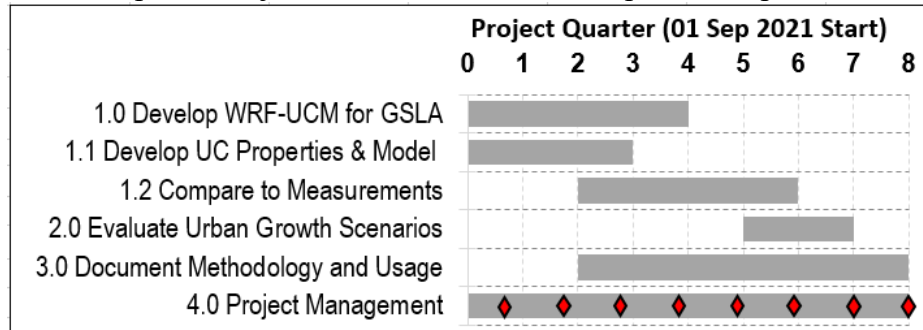 Project Quarter (01 Sep 2021 Start)
0 1 2 3 4 5 6 7 8
1.0 Develop WRF-UCM for GSLA
1.1 Develop UC Properties & Model
1.2 Compare to Measurements
2.0 Evaluate Urban Growth Scenarios
3.0 Document Methodology and Usage
4.0 Project Management